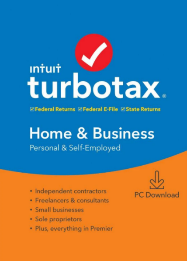 intuit
turbotax®
Federal Returns Federal E-File State Returns
Home & Business
Personal & Self-Employed
• Independent contractors
• Freelancers & consultants
• Small businesses
• Sole proprietors
• Plus, everything in Premier
PC Download